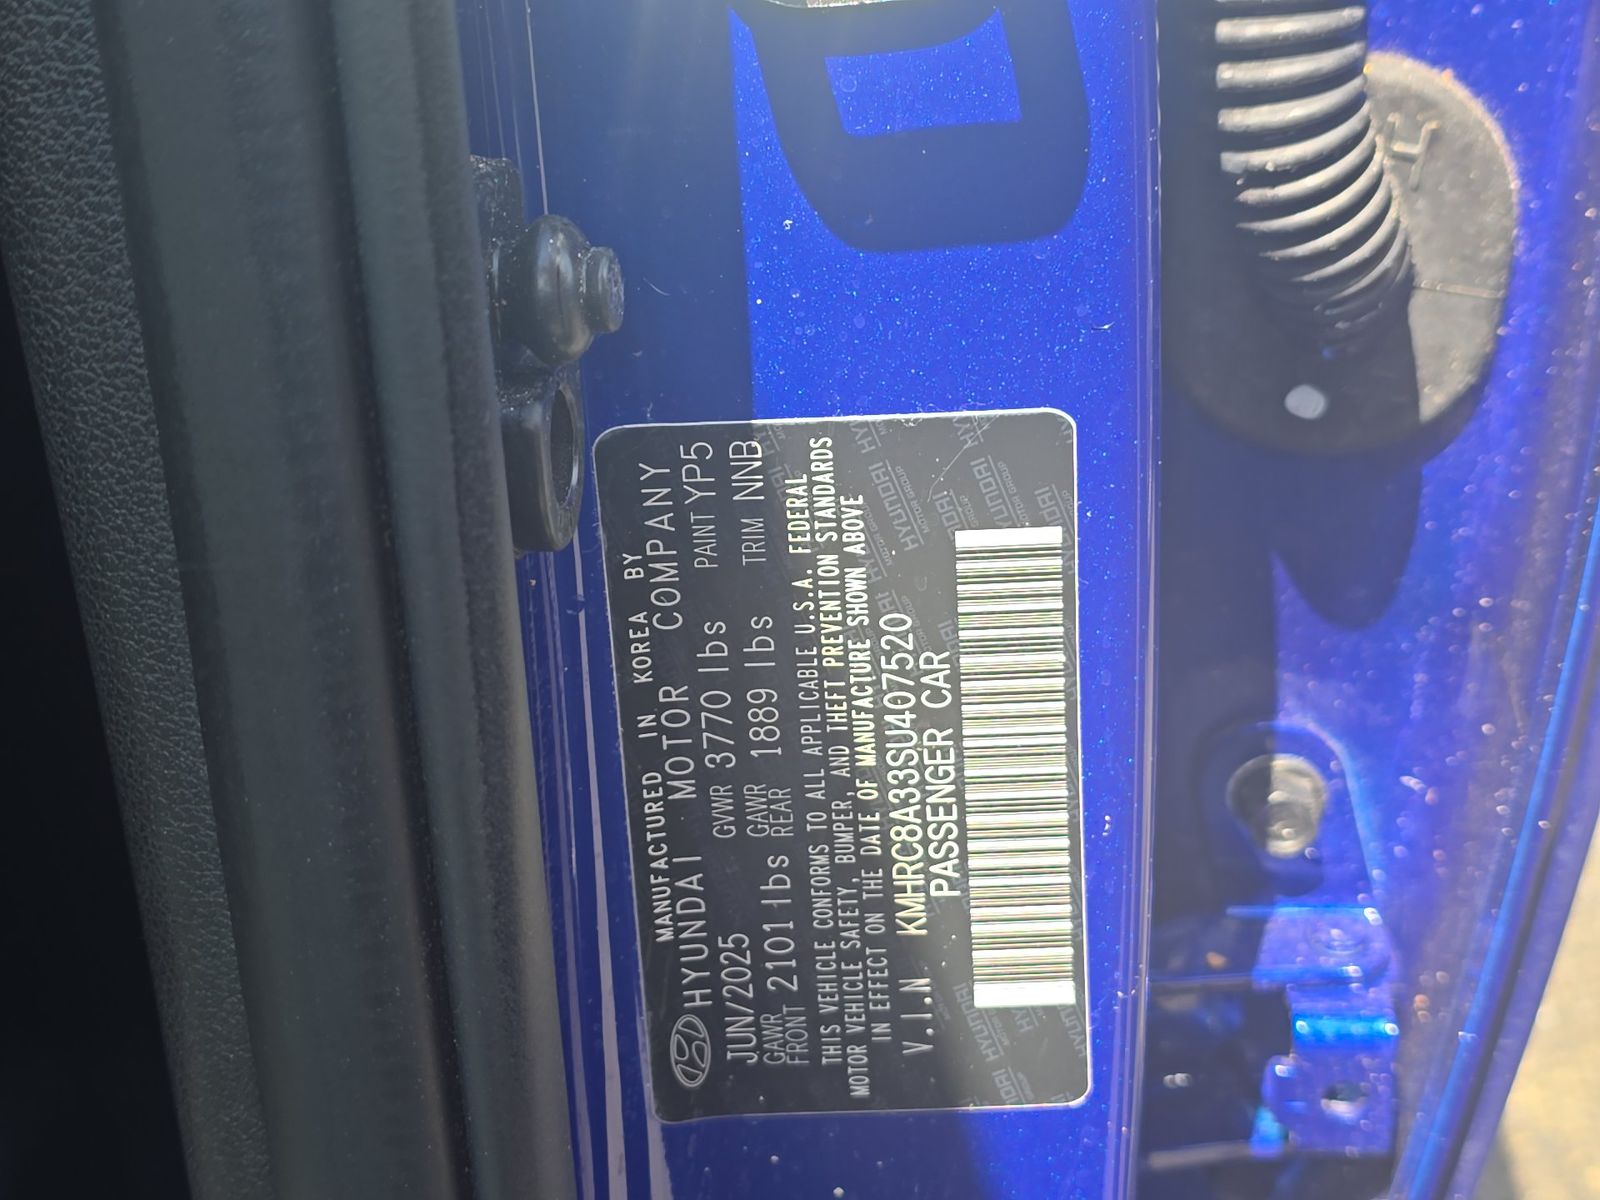 MANUFACTURED IN KOREA BY
HYUNDAI MOTOR COMPANY
JUN/2025 GVWR 3770 lbs PAINT YP5
GAWR FRONT 2101 lbs GAWR REAR 1889 lbs TRIM NNB
THIS VEHICLE CONFORMS TO ALL APPLICABLE U.S.A. FEDERAL
MOTOR VEHICLE SAFETY, BUMPER, AND THEFT PREVENTION STANDARDS
IN EFFECT ON THE DATE OF MANUFACTURE SHOWN ABOVE
V.I.N KMHRC8A33SU407520
PASSENGER CAR